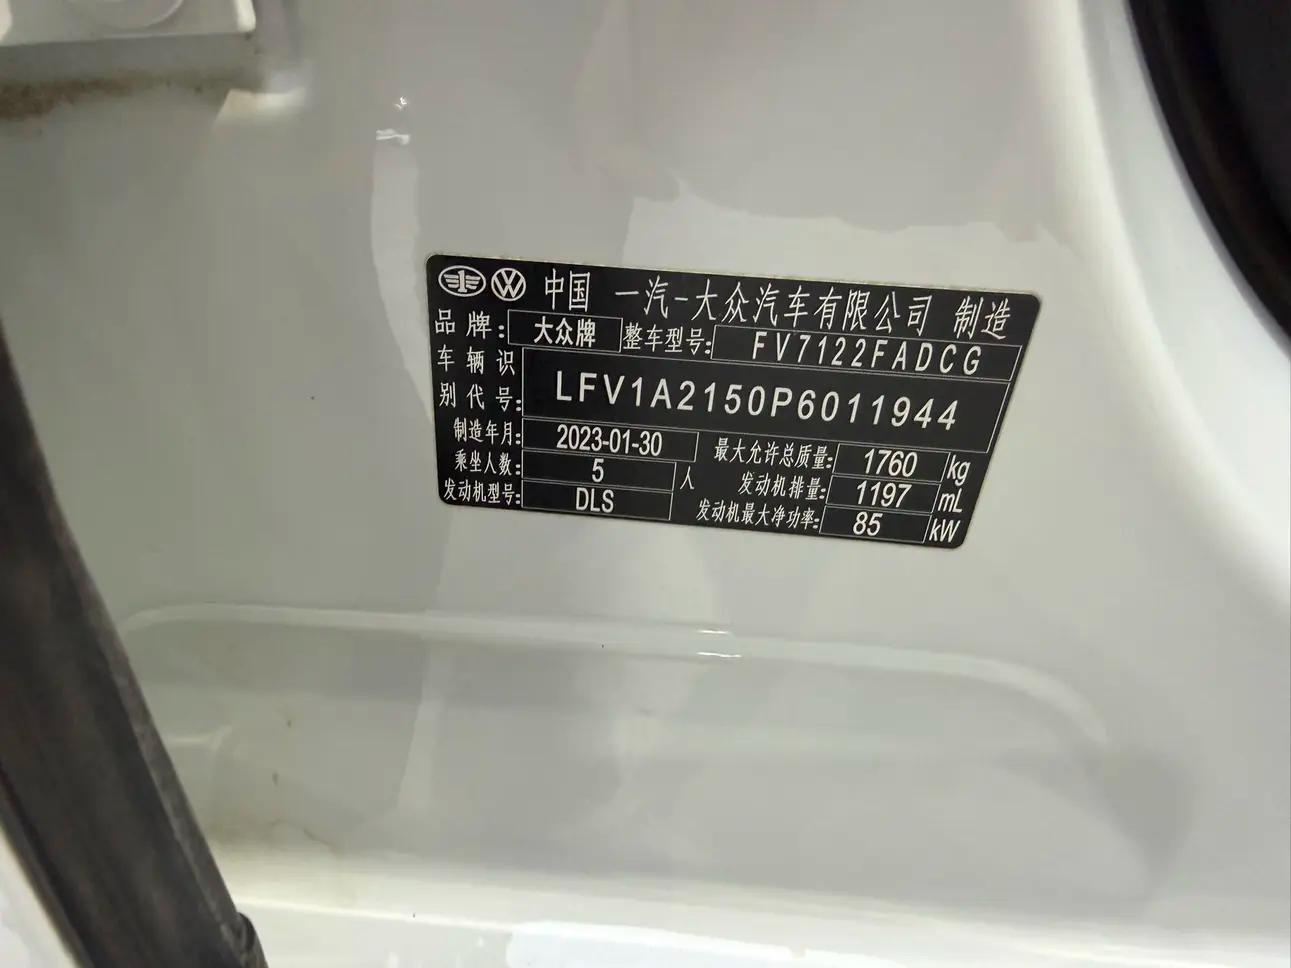 中国 一汽-大众汽车有限公司 制造
品牌: 大众牌 整车型号: FV7122FADCG
车辆识别代号: LFV1A2150P6011944
制造年月: 2023-01-30 最大允许总质量: 1760 kg
乘坐人数: 5 人 发动机排量: 1197 mL
发动机型号: DLS 发动机最大净功率: 85 kW